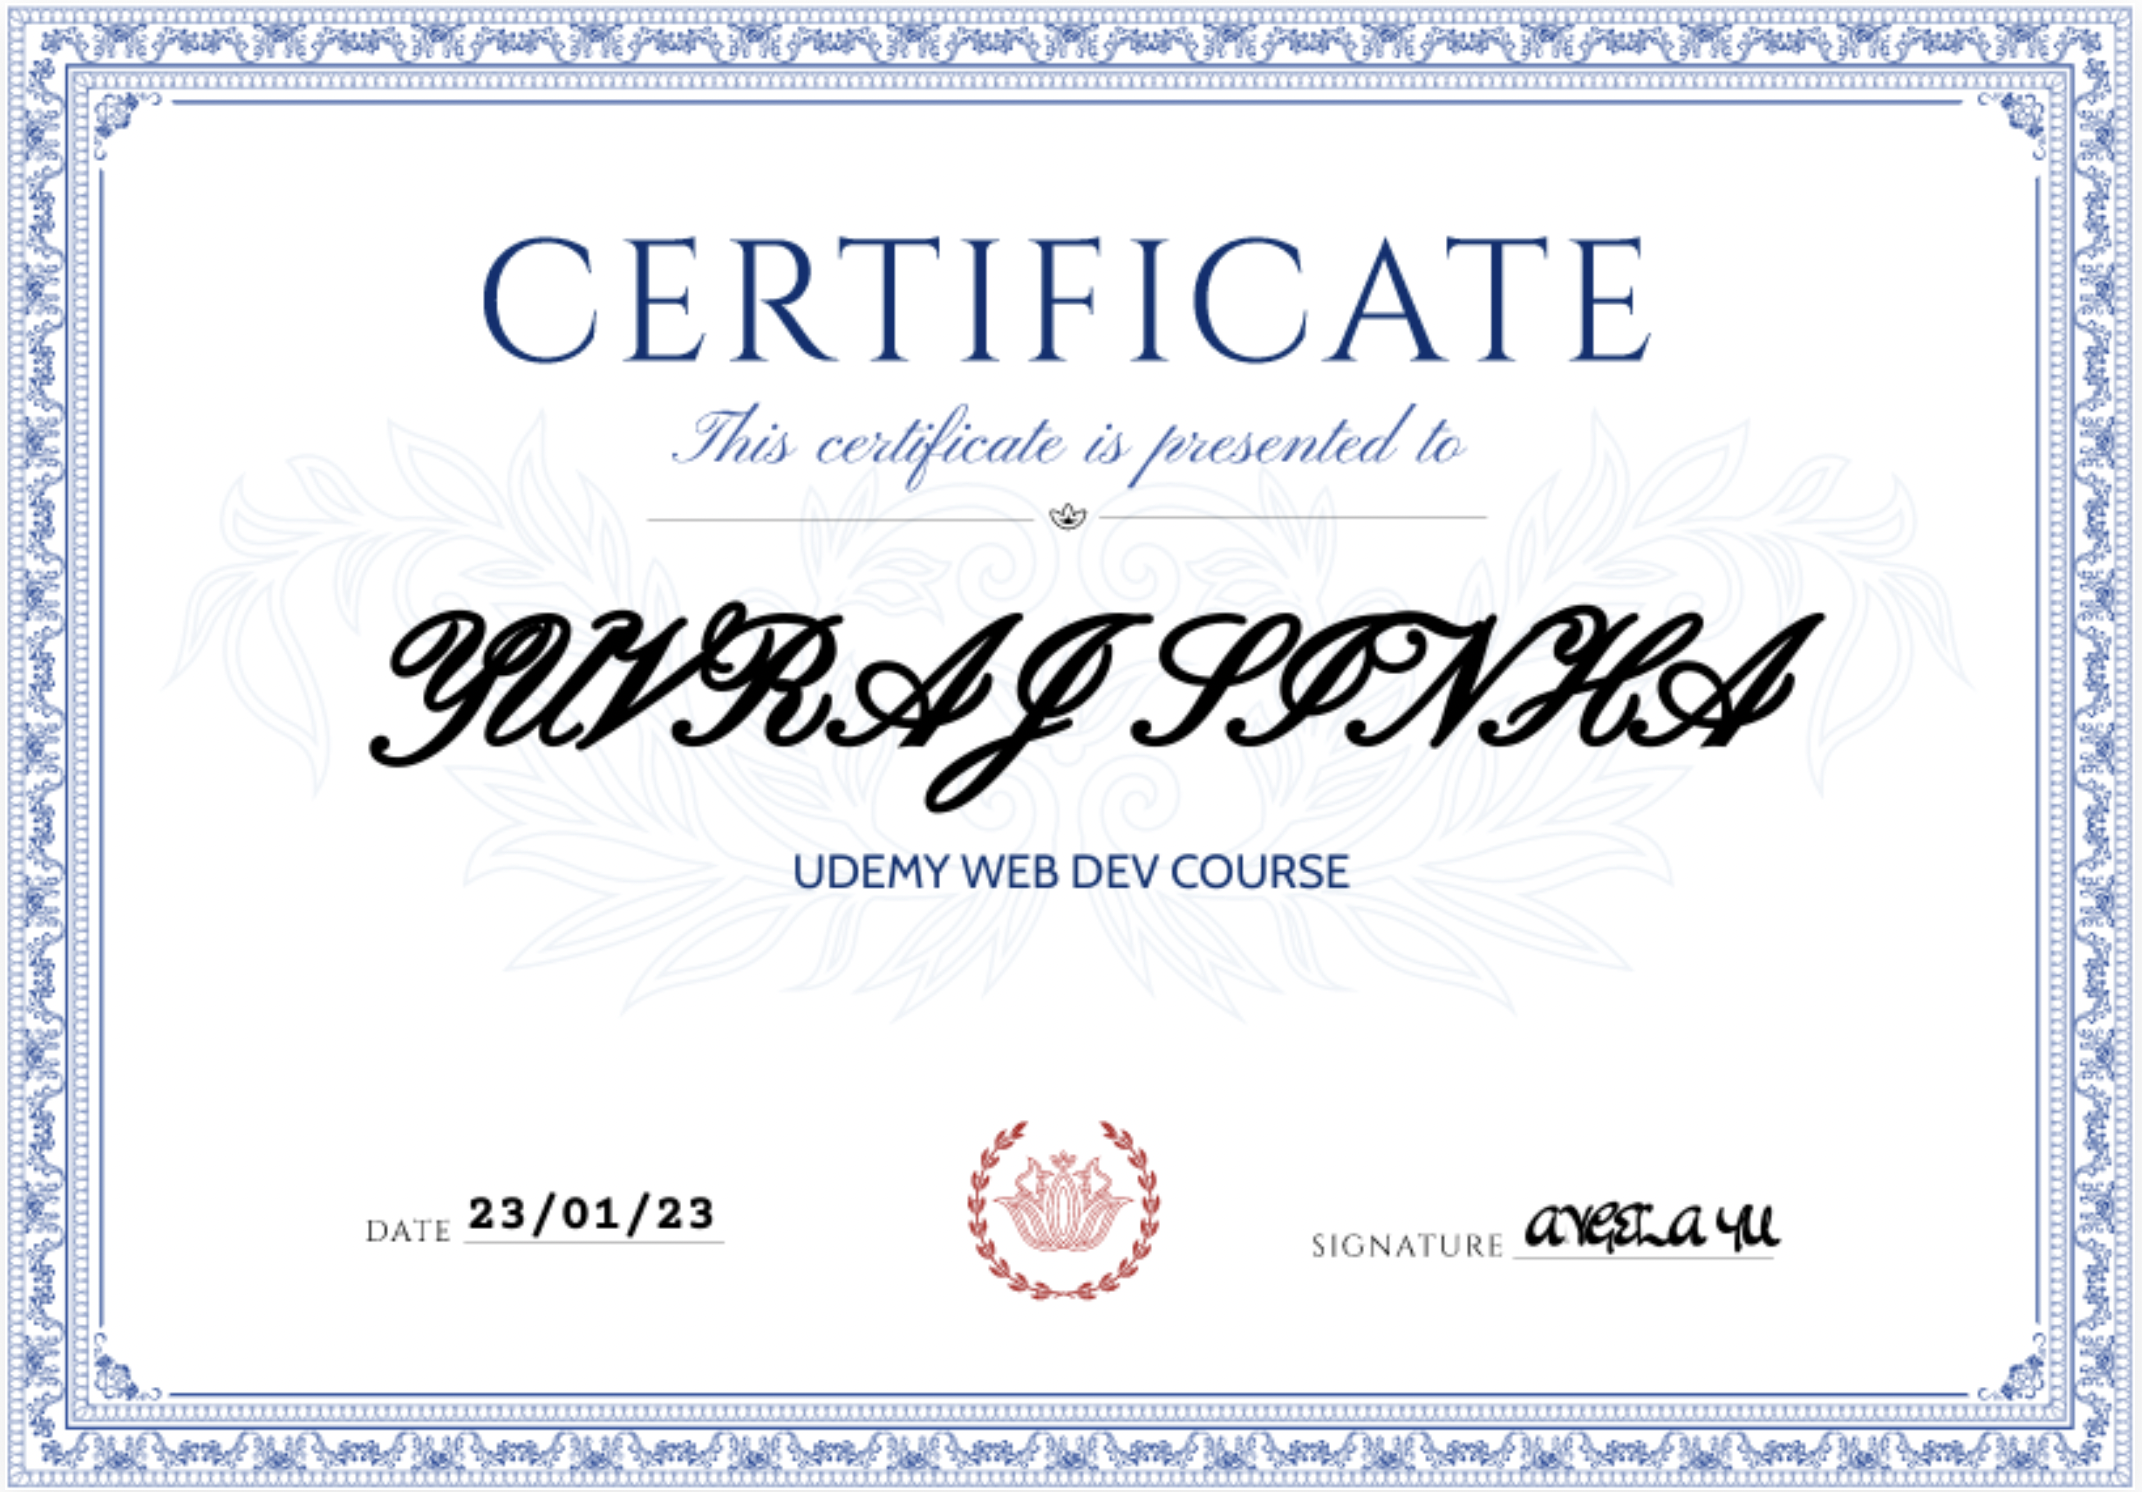 CERTIFICATE
This certificate is presented to
YUVRAJ SINHA
UDEMY WEB DEV COURSE
DATE 23/01/23
SIGNATURE ANGELA YU